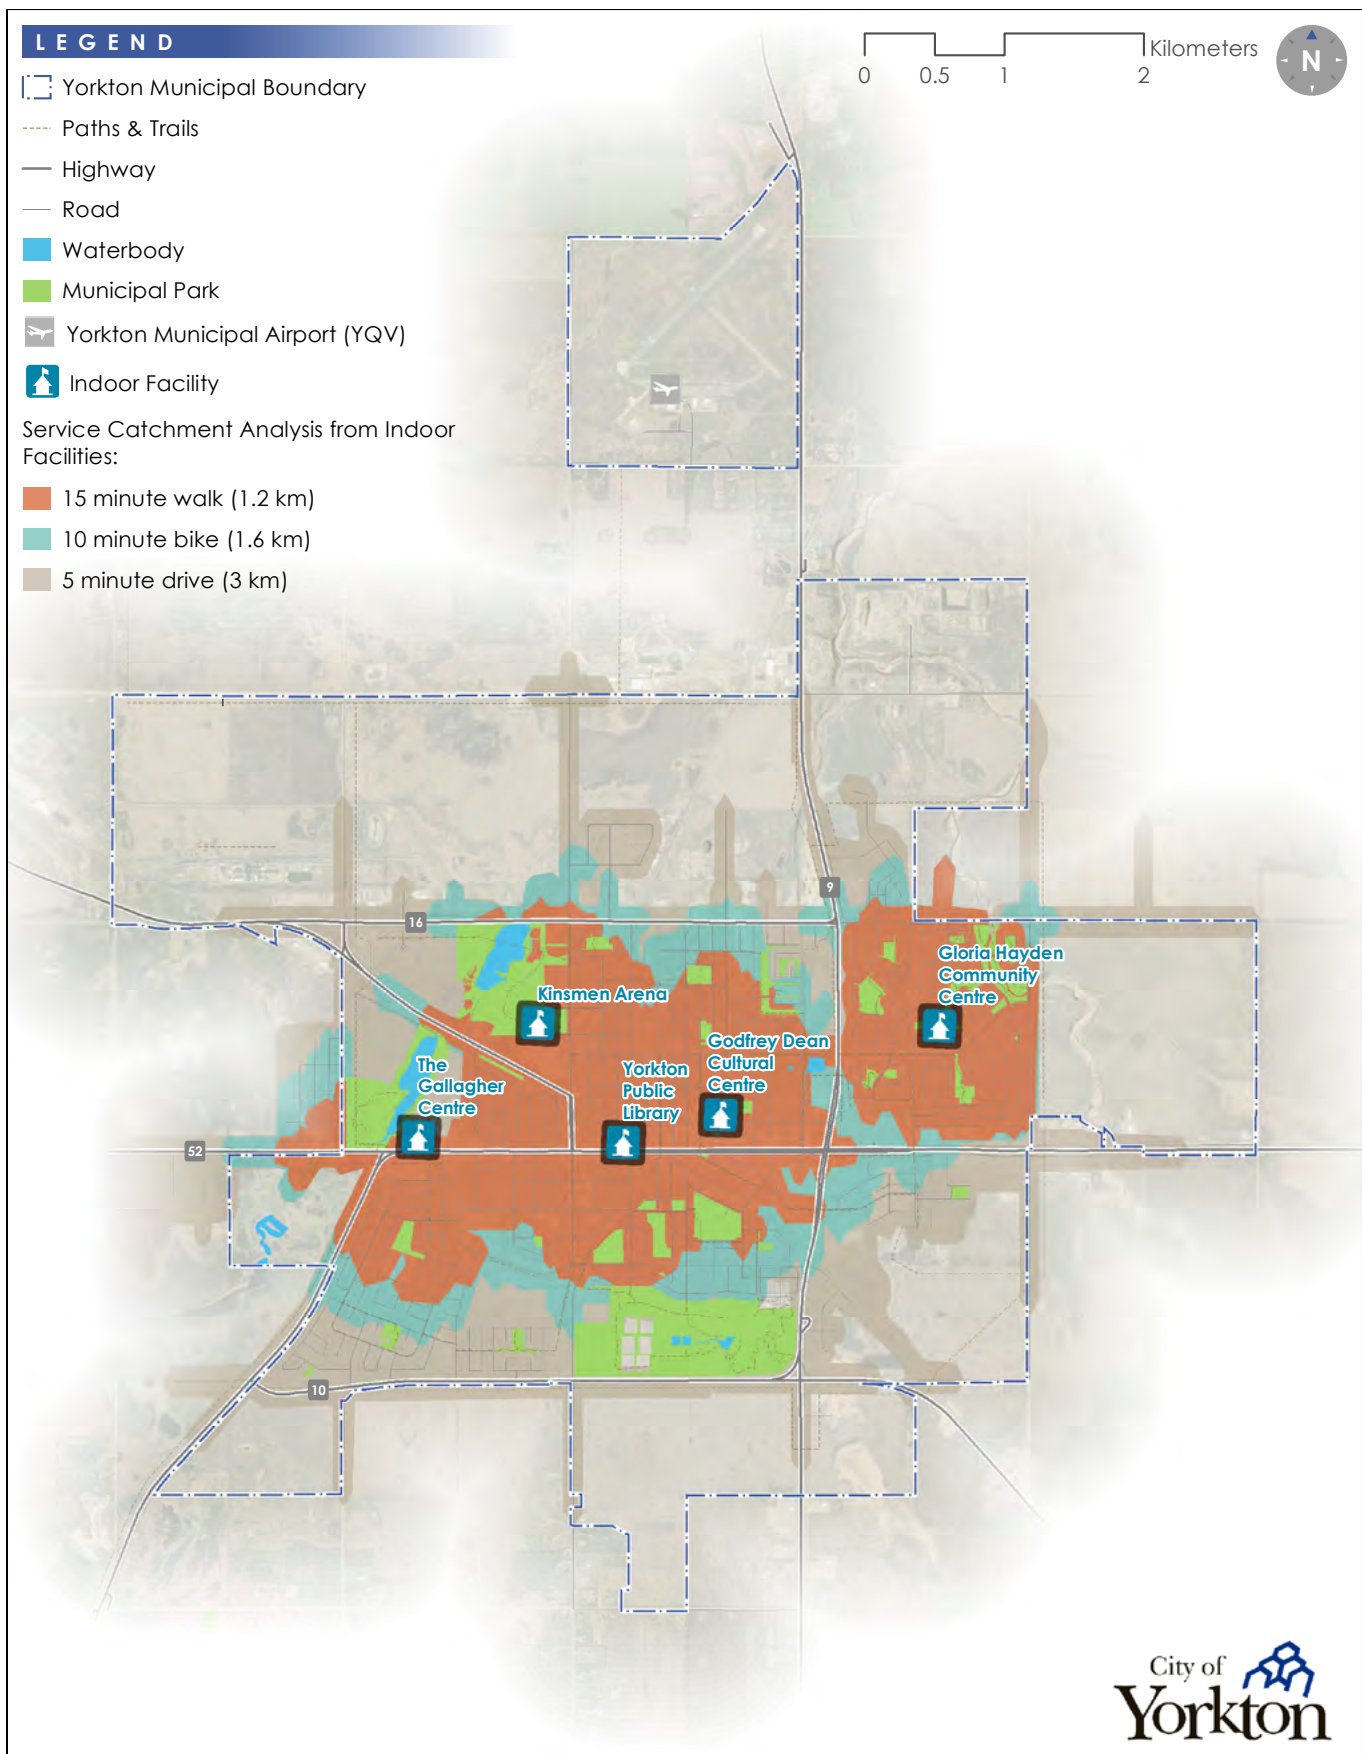 LEGEND
Yorkton Municipal Boundary
Paths & Trails
Highway
Road
Waterbody
Municipal Park
Yorkton Municipal Airport (YQV)
Indoor Facility
Service Catchment Analysis from Indoor
Facilities:
15 minute walk (1.2 km)
10 minute bike (1.6 km)
5 minute drive (3 km)
Kilometers
0 0.5 1 2
N
9
16
Gloria Hayden
Community
Centre
Kinsmen Arena
Godfrey Dean
Cultural
Centre
The
Gallagher
Centre
Yorkton
Public
Library
52
10
City of
Yorkton